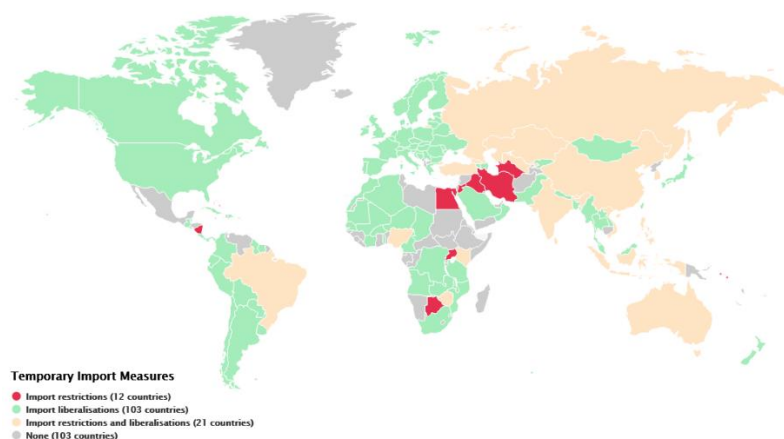 Temporary Import Measures
Import restrictions (12 countries)
Import liberalisations (103 countries)
Import restrictions and liberalisations (21 countries)
None (103 countries)